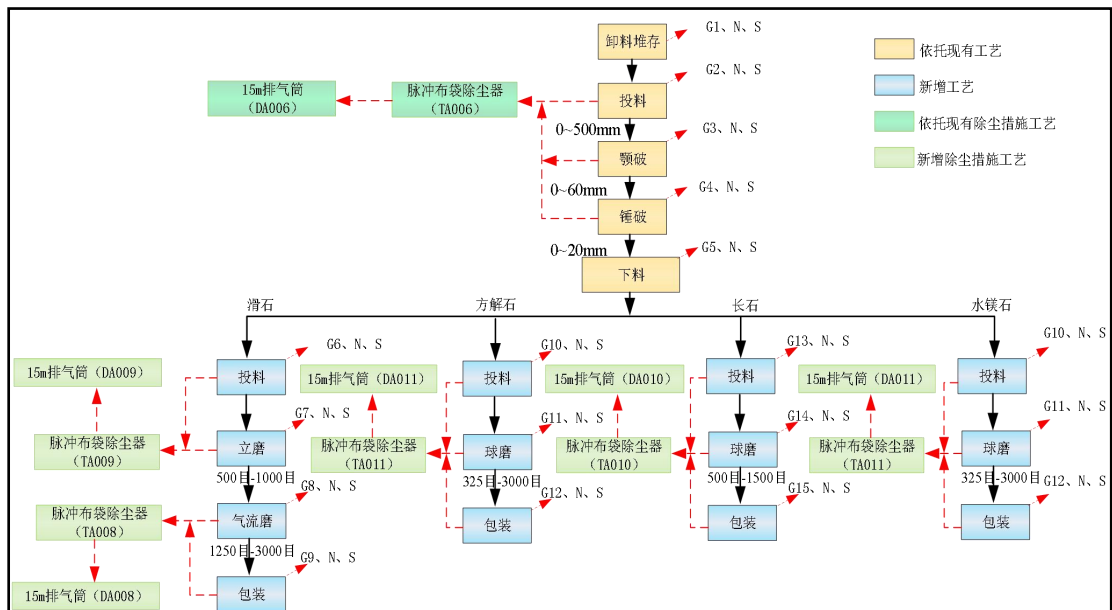 卸料堆存
G1、N、S
依托现有工艺
新增工艺
依托现有除尘措施工艺
新增除尘措施工艺
15m排气筒
（DA006）
脉冲布袋除尘器
（TA006）
投料
G2、N、S
0~500mm
颚破
G3、N、S
0~60mm
锤破
G4、N、S
0~20mm
下料
G5、N、S
滑石
方解石
长石
水镁石
投料
G6、N、S
15m排气筒（DA009）
立磨
G7、N、S
脉冲布袋除尘器
（TA009）
500目-1000目
气流磨
G8、N、S
脉冲布袋除尘器
（TA008）
1250目-3000目
包装
G9、N、S
15m排气筒（DA008）
投料
G10、N、S
15m排气筒（DA011）
球磨
G11、N、S
脉冲布袋除尘器
（TA011）
325目-3000目
包装
G12、N、S
投料
G13、N、S
15m排气筒（DA010）
球磨
G14、N、S
脉冲布袋除尘器
（TA010）
500目-1500目
包装
G15、N、S
投料
G10、N、S
15m排气筒（DA011）
球磨
G11、N、S
脉冲布袋除尘器
（TA011）
325目-3000目
包装
G12、N、S